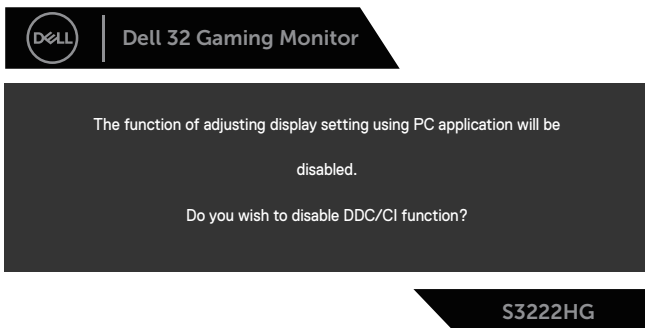 DELL
Dell 32 Gaming Monitor
The function of adjusting display setting using PC application will be
disabled.
Do you wish to disable DDC/CI function?
S3222HG